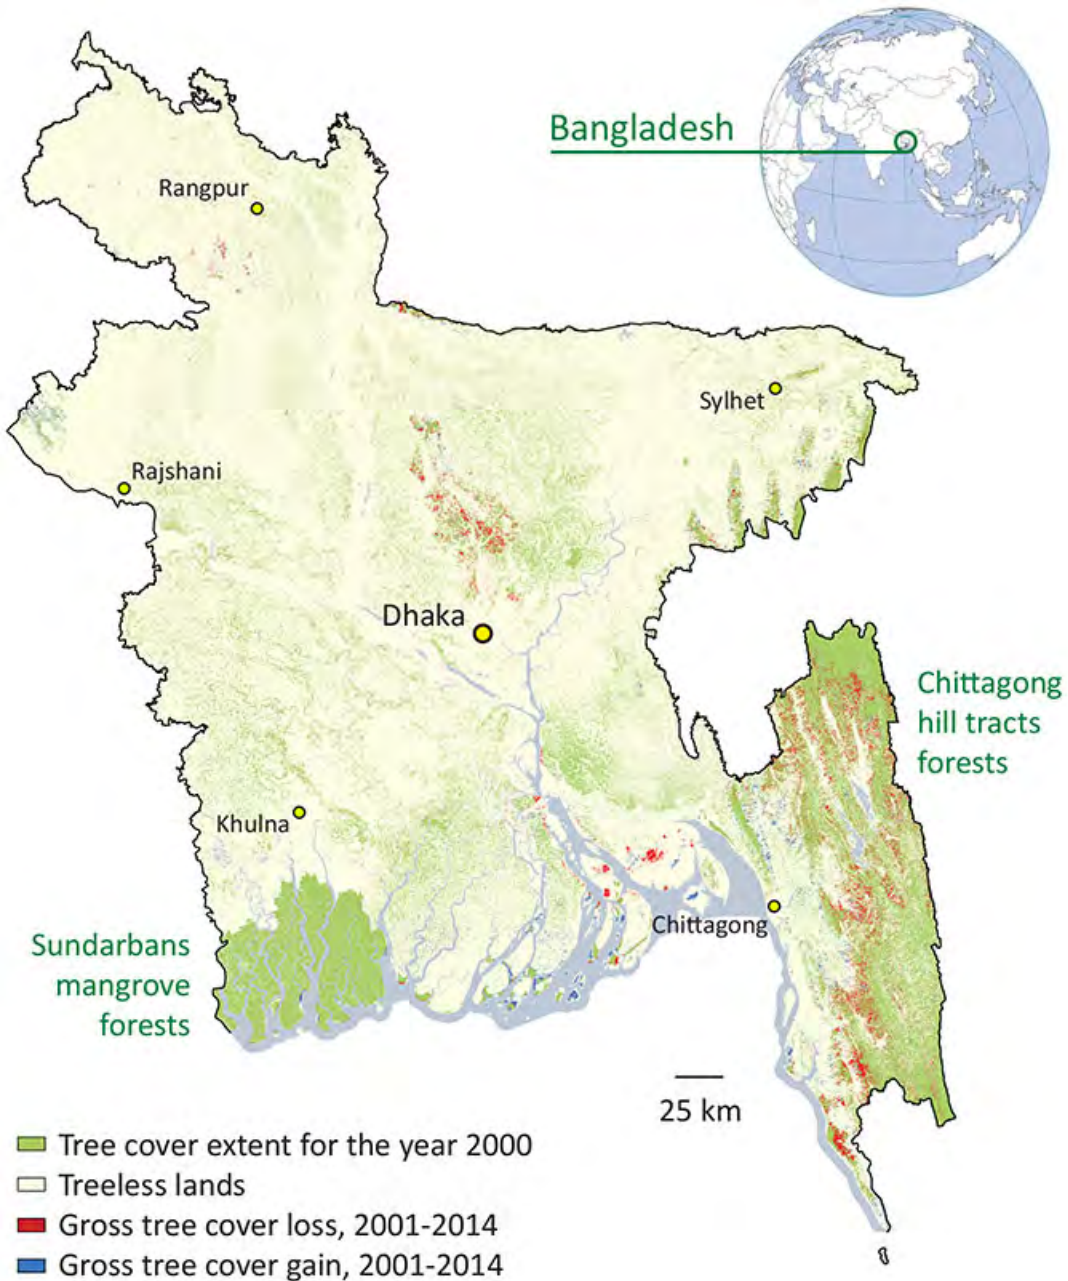 Bangladesh
Rangpur
Sylhet
Rajshani
Dhaka
Chittagong
hill tracts
forests
Khulna
Chittagong
Sundarbans
mangrove
forests
25 km
Tree cover extent for the year 2000
Treeless lands
Gross tree cover loss, 2001-2014
Gross tree cover gain, 2001-2014